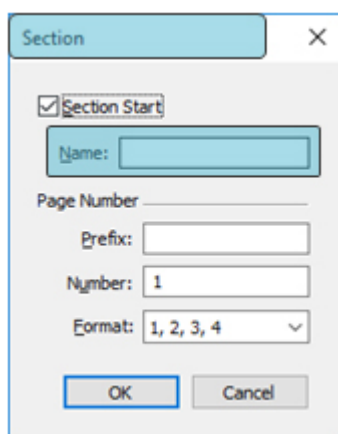 Section
Section Start
Name:
Page Number
Prefix:
Number: 1
Format: 1, 2, 3, 4
OK Cancel